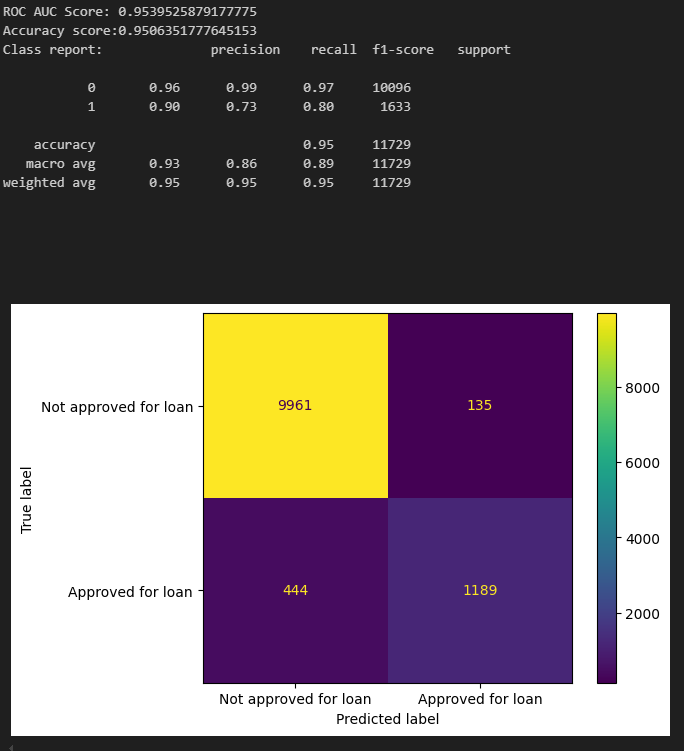 ROC AUC Score: 0.9539525879177775
Accuracy score:0.9506351777645153
Class report:              precision    recall  f1-score   support
0       0.96      0.99      0.97     10096
1       0.90      0.73      0.80      1633
accuracy                           0.95     11729
macro avg       0.93      0.86      0.89     11729
weighted avg       0.95      0.95      0.95     11729
Not approved for loan
9961
135
8000
6000
True label
4000
Approved for loan
444
1189
2000
Not approved for loan
Approved for loan
Predicted label